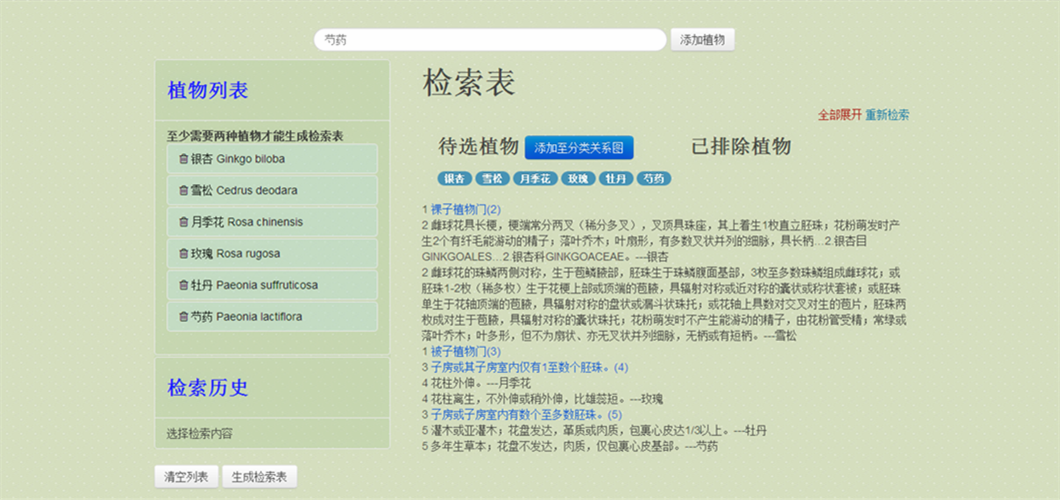 芍药
添加植物
植物列表
至少需要两种植物才能生成检索表
银杏 Ginkgo biloba
雪松 Cedrus deodara
月季花 Rosa chinensis
玫瑰 Rosa rugosa
牡丹 Paeonia suffruticosa
芍药 Paeonia lactiflora
检索历史
选择检索内容
清空列表 生成检索表
检索表
全部展开 重新检索
待选植物 添加至分类关系图 已排除植物
银杏 雪松 月季花 玫瑰 牡丹 芍药
1 裸子植物门(2)
2 雌球花具长梗，梗端常分两叉（稀分多叉），叉顶具珠座，其上着生1枚直立胚珠；花粉萌发时产
生2个有纤毛能游动的精子；落叶乔木；叶扇形，有多数叉状并列的细脉，具长柄...2.银杏目
GINKGOALES...2.银杏科GINKGOACEAE。---银杏
2 雌球花的珠鳞两侧对称，生于苞鳞腋部，胚珠生于珠鳞腹面基部，3枚至多数珠鳞组成雌球花；或
胚珠1-2枚（稀多枚）生于花梗上部或顶端的苞腋，具辐射对称或近对称的囊状或杯状套被；或胚珠
单生于花轴顶端的苞腋，具辐射对称的盘状或漏斗状珠托；或花轴上具数对交叉对生的苞片，胚珠两
枚成对生于苞腋，具辐射对称的囊状珠托；花粉萌发时不产生能游动的精子，由花粉管受精；常绿或
落叶乔木；叶多形，但不为扇状、亦无叉状并列细脉，无柄或有短柄。---雪松
1 被子植物门(3)
3 子房或其子房室内仅有1至数个胚珠。(4)
4 花柱外伸。---月季花
4 花柱离生，不外伸或稍外伸，比雄蕊短。---玫瑰
3 子房或子房室内有数个至多数胚珠。(5)
5 灌木或亚灌木；花盘发达，革质或肉质，包裹心皮达1/3以上。---牡丹
5 多年生草本；花盘不发达，肉质，仅包裹心皮基部。---芍药